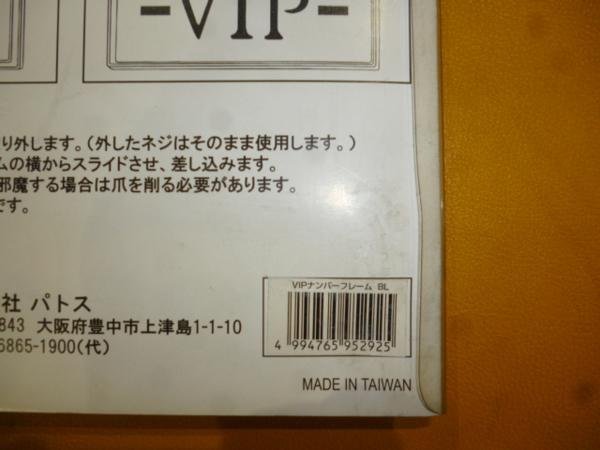 -VIP-
り外します。(外したネジはそのまま使用します。)
ムの横からスライドさせ、差し込みます。
邪魔する場合は爪を削る必要があります。
です。
VIPナンバーフレーム BL
4 994765 952925
社 パトス
843 大阪府豊中市上津島1-1-10
6865-1900(代)
MADE IN TAIWAN